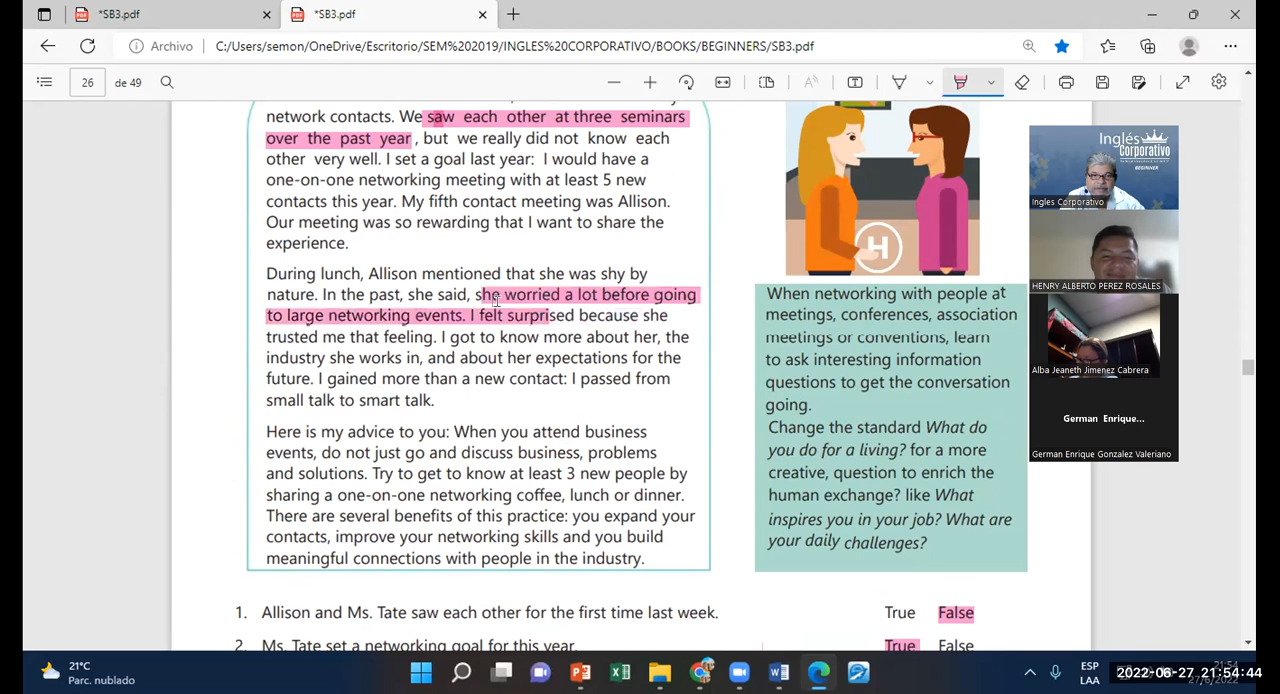 *SB3.pdf
*SB3.pdf
Archivo
C:/Users/semon/OneDrive/Escritorio/SEM%202019/INGLES%20CORPORATIVO/BOOKS/BEGINNERS/SB3.pdf
26
de 49
network contacts. We saw each other at three seminars
over the past year, but we really did not know each
other very well. I set a goal last year: I would have a
one-on-one networking meeting with at least 5 new
contacts this year. My fifth contact meeting was Allison.
Our meeting was so rewarding that I want to share the
experience.
During lunch, Allison mentioned that she was shy by
nature. In the past, she said, she worried a lot before going
to large networking events. I felt surprised because she
trusted me that feeling. I got to know more about her, the
industry she works in, and about her expectations for the
future. I gained more than a new contact: I passed from
small talk to smart talk.
Here is my advice to you: When you attend business
events, do not just go and discuss business, problems
and solutions. Try to get to know at least 3 new people by
sharing a one-on-one networking coffee, lunch or dinner.
There are several benefits of this practice: you expand your
contacts, improve your networking skills and you build
meaningful connections with people in the industry.
H
When networking with people at
meetings, conferences, association
meetings or conventions, learn
to ask interesting information
questions to get the conversation
going.
Change the standard What do
you do for a living? for a more
creative, question to enrich the
human exchange? like What
inspires you in your job? What are
your daily challenges?
1. Allison and Ms. Tate saw each other for the first time last week. True False
2. Ms. Tate set a networking goal for this year. True False
Inglés
Corporativo
BEGINNER
Ingles Corporativo
HENRY ALBERTO PEREZ ROSALES
Alba Jeaneth Jimenez Cabrera
German Enrique...
German Enrique Gonzalez Valeriano
21°C
Parc. nublado
ESP
LAA
2022-06-27, 21:54:44